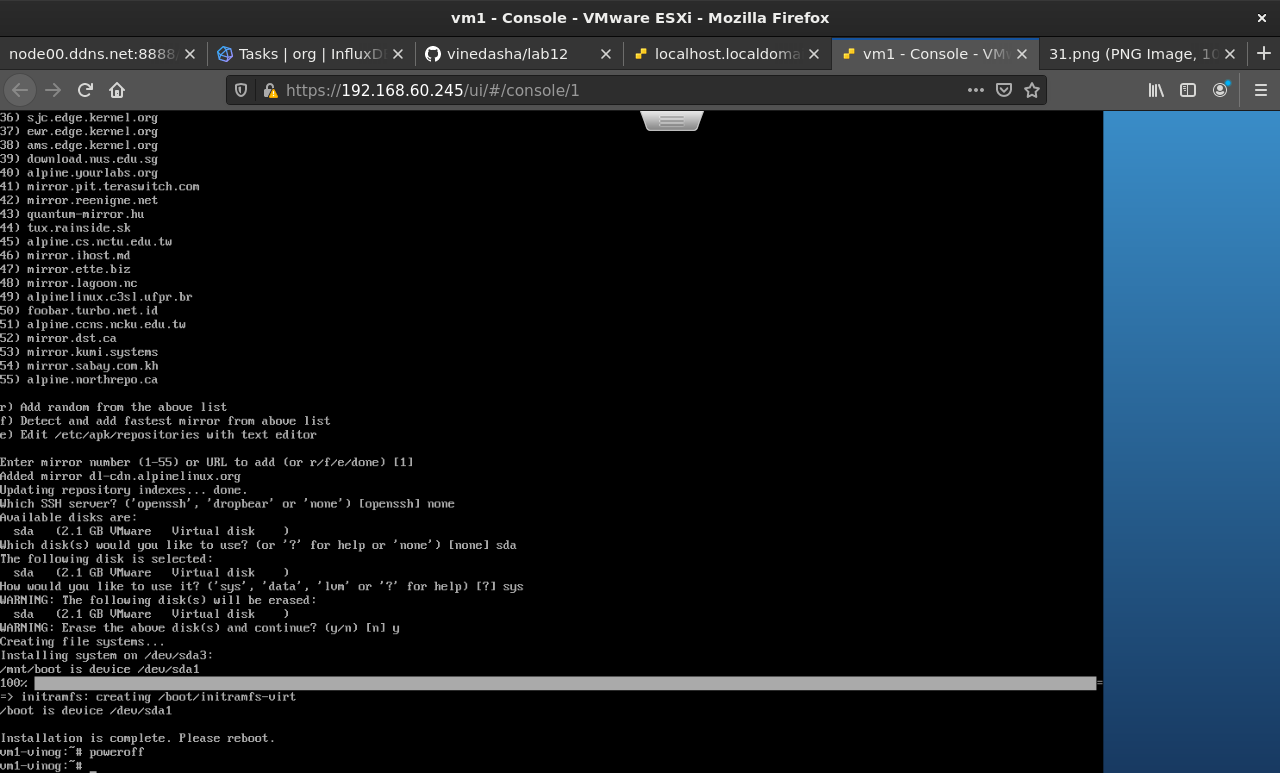 vm1 - Console - VMware ESXi - Mozilla Firefox
node00.ddns.net:8888
Tasks | org | InfluxD
vinedasha/lab12
localhost.localdoma
vm1 - Console - VM
31.png (PNG Image, 10
https://192.168.60.245/ui/#/console/1
36) sjc.edge.kernel.org
37) ewr.edge.kernel.org
38) ams.edge.kernel.org
39) download.nus.edu.sg
40) alpine.yourlabs.org
41) mirror.pit.teraswitch.com
42) mirror.reenigne.net
43) quantum-mirror.hu
44) tux.rainside.sk
45) alpine.cs.nctu.edu.tw
46) mirror.ihost.md
47) mirror.ette.biz
48) mirror.lagoon.nc
49) alpinelinux.c3sl.ufpr.br
50) foobar.turbo.net.id
51) alpine.ccns.ncku.edu.tw
52) mirror.dst.ca
53) mirror.kumi.systems
54) mirror.sabay.com.kh
55) alpine.northrepo.ca
r) Add random from the above list
f) Detect and add fastest mirror from above list
e) Edit /etc/apk/repositories with text editor
Enter mirror number (1-55) or URL to add (or r/f/e/done) [1]
Added mirror dl-cdn.alpinelinux.org
Updating repository indexes... done.
Which SSH server? ('openssh', 'dropbear' or 'none') [openssh] none
Available disks are:
sda (2.1 GB VMware Virtual disk )
Which disk(s) would you like to use? (or '?' for help or 'none') [none] sda
The following disk is selected:
sda (2.1 GB VMware Virtual disk )
How would you like to use it? ('sys', 'data', 'lvm' or '?' for help) [?] sys
WARNING: The following disk(s) will be erased:
sda (2.1 GB VMware Virtual disk )
WARNING: Erase the above disk(s) and continue? (y/n) [n] y
Creating file systems...
Installing system on /dev/sda3:
/mnt/boot is device /dev/sda1
100% =
=> initramfs: creating /boot/initramfs-virt
/boot is device /dev/sda1
Installation is complete. Please reboot.
vm1-vinog:~# poweroff
vm1-vinog:~#